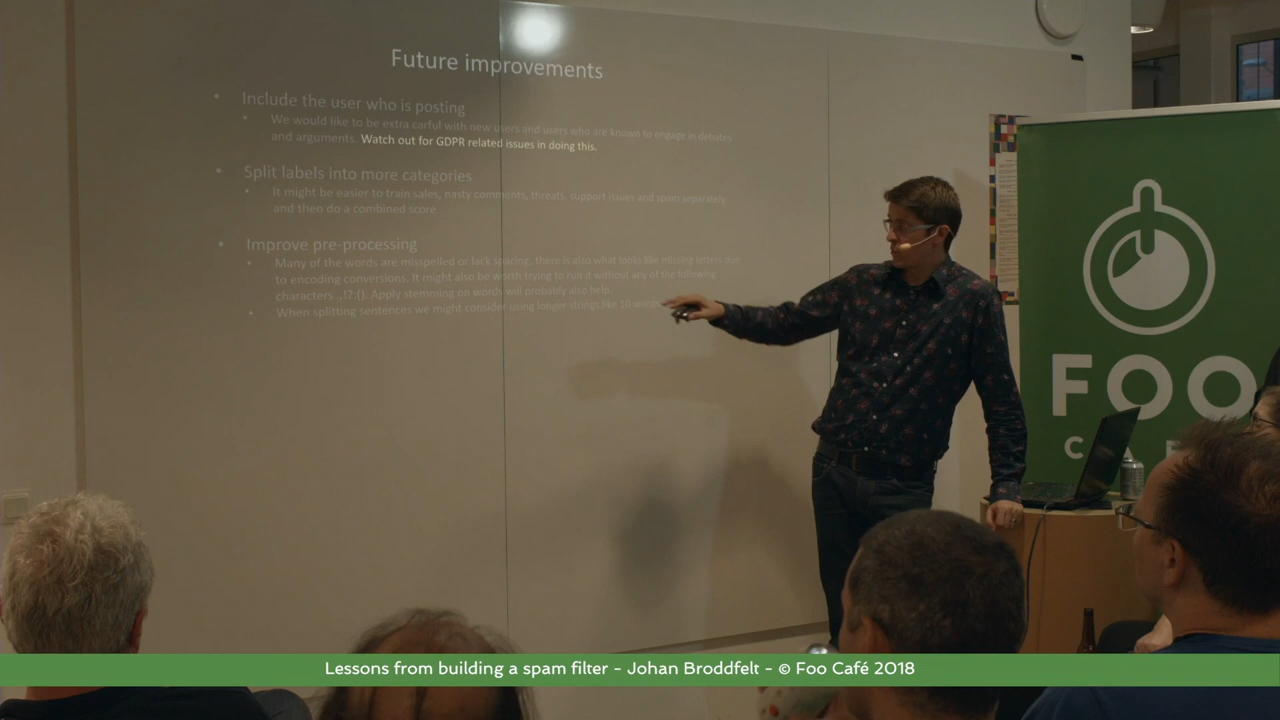 Future improvements
• Include the user who is posting
• We would like to be extra carful with new users and users who are known to engage in debates
and arguments. Watch out for GDPR related issues in doing this.
• Split labels into more categories
• It might be easier to train sales, nasty comments, threats, support issues and spam separately
and then do a combined score
• Improve pre-processing
• Many of the words are misspelled or lack spacing, there is also what looks like missing letters due
to encoding conversions. It might also be worth trying to run it without any of the following
characters .,!?;(). Apply stemming on words will probably also help.
• When splitting sentences we might consider using longer strings like 10 words
FOO
Lessons from building a spam filter - Johan Broddfelt - © Foo Café 2018